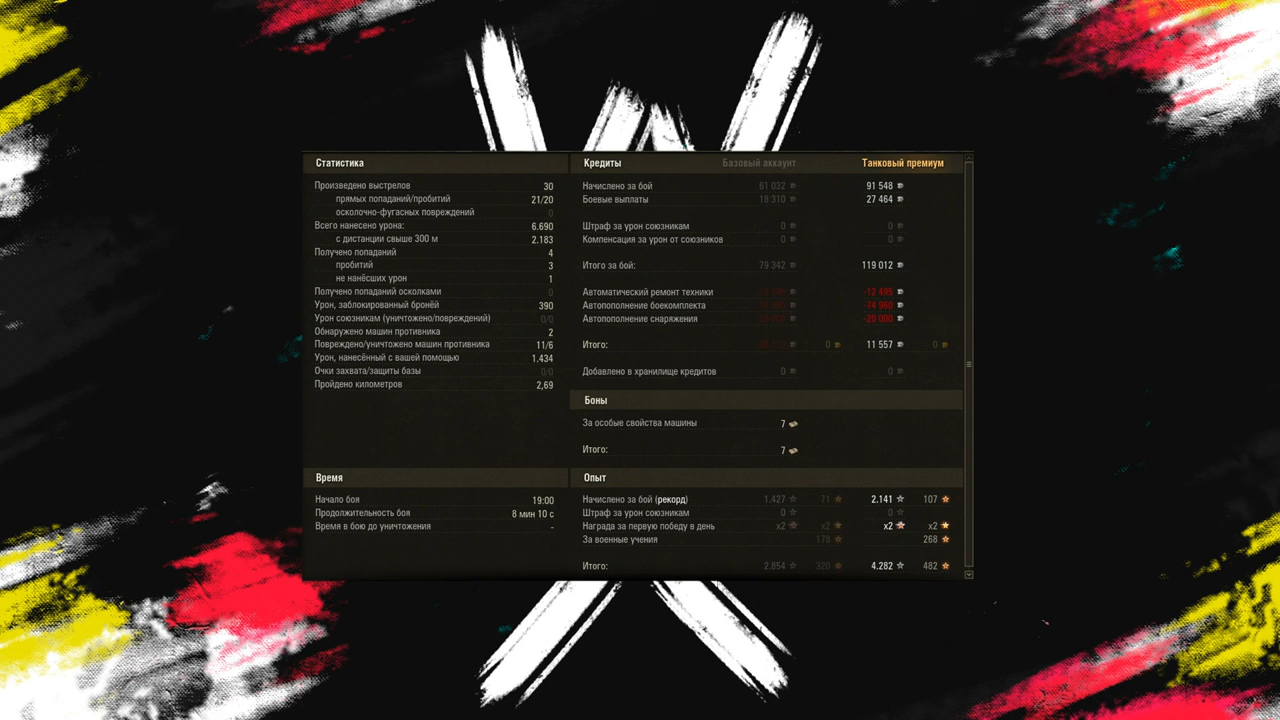 Статистика
Произведено выстрелов 30
прямых попаданий/пробитий 21/20
осколочно-фугасных повреждений 0
Всего нанесено урона: 6.690
с дистанции свыше 300 м 2.183
Получено попаданий 4
пробитий 3
не нанёсших урон 1
Получено попаданий осколками 0
Урон, заблокированный бронёй 390
Урон союзникам (уничтожено/повреждений) 0/0
Обнаружено машин противника 2
Повреждено/уничтожено машин противника 11/6
Урон, нанесённый с вашей помощью 1.434
Очки захвата/защиты базы 0/0
Пройдено километров 2,69
Время
Начало боя 19:00
Продолжительность боя 8 мин 10 с
Время в бою до уничтожения -
Кредиты Базовый аккаунт Танковый премиум
Начислено за бой 61 032 91 548
Боевые выплаты 18 310 27 464
Штраф за урон союзникам 0 0
Компенсация за урон от союзников 0 0
Итого за бой: 79 342 119 012
Автоматический ремонт техники -12 495
Автопополнение боекомплекта -74 960
Автопополнение снаряжения -20 000
Итого: 0 11 557 0
Добавлено в хранилище кредитов 0 0
Боны
За особые свойства машины 7
Итого: 7
Опыт
Начислено за бой (рекорд) 1.427 71 2.141 107
Штраф за урон союзникам 0 0
Награда за первую победу в день x2 x2 x2 x2
За военные учения 178 268
Итого: 2.854 320 4.282 482